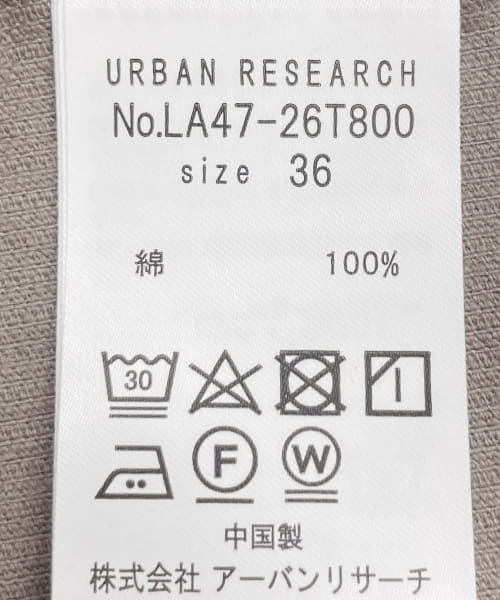 URBAN RESEARCH
No.LA47-26T800
size 36
綿 100%
30
F W
中国製
株式会社 アーバンリサーチ